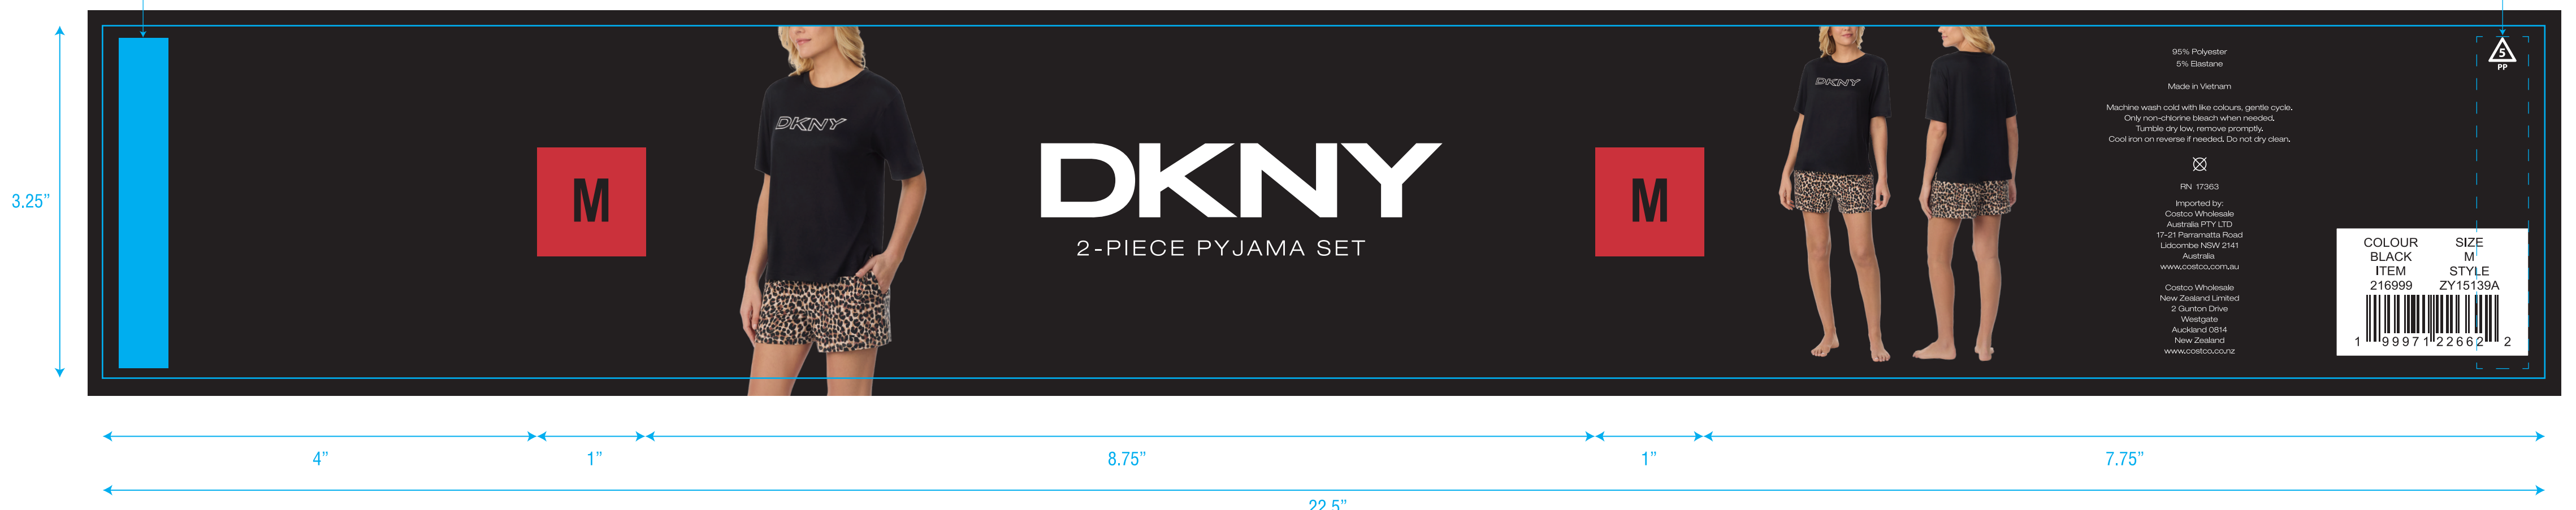 3.25”
M
DKNY
DKNY
2-PIECE PYJAMA SET
M
DKNY
95% Polyester
5% Elastane
Made in Vietnam
Machine wash cold with like colours, gentle cycle.
Only non-chlorine bleach when needed.
Tumble dry low, remove promptly.
Cool iron on reverse if needed. Do not dry clean.
RN 17363
Imported by:
Costco Wholesale
Australia PTY LTD
17-21 Parramatta Road
Lidcombe NSW 2141
Australia
www.costco.com.au
Costco Wholesale
New Zealand Limited
2 Gunton Drive
Westgate
Auckland 0814
New Zealand
www.costco.co.nz
5
PP
COLOUR SIZE
BLACK M
ITEM STYLE
216999 ZY15139A
1 99971 22662 2
4” 1” 8.75” 1” 7.75”
22.5”